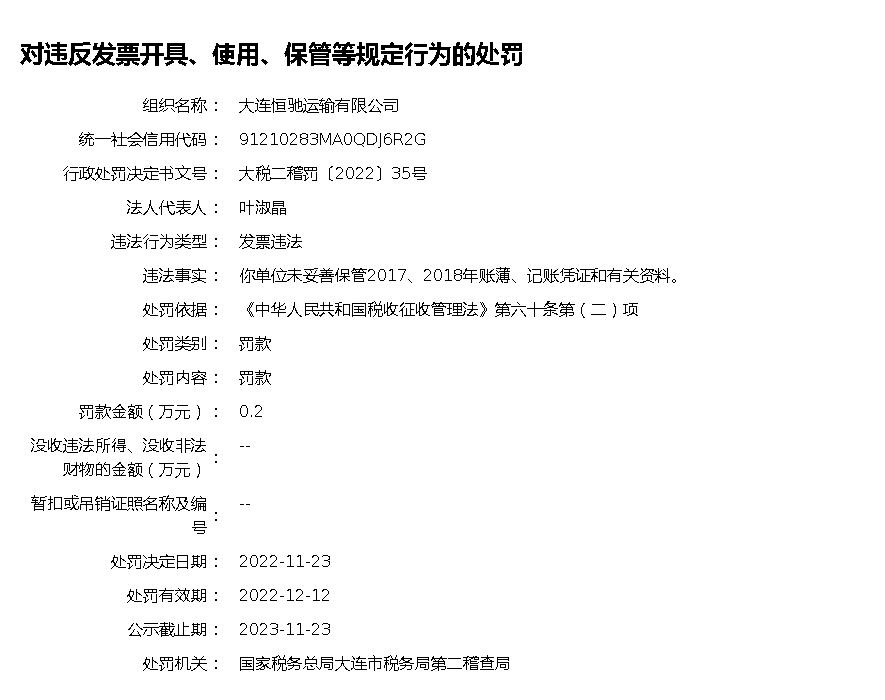 对违反发票开具、使用、保管等规定行为的处罚
组织名称： 大连恒驰运输有限公司
统一社会信用代码： 91210283MA0QDJ6R2G
行政处罚决定书文号： 大税二稽罚〔2022〕35号
法人代表人： 叶淑晶
违法行为类型： 发票违法
违法事实： 你单位未妥善保管2017、2018年账薄、记账凭证和有关资料。
处罚依据： 《中华人民共和国税收征收管理法》第六十条第（二）项
处罚类别： 罚款
处罚内容： 罚款
罚款金额（万元）： 0.2
没收违法所得、没收非法
财物的金额（万元）： --
暂扣或吊销证照名称及编
号： --
处罚决定日期： 2022-11-23
处罚有效期： 2022-12-12
公示截止期： 2023-11-23
处罚机关： 国家税务总局大连市税务局第二稽查局